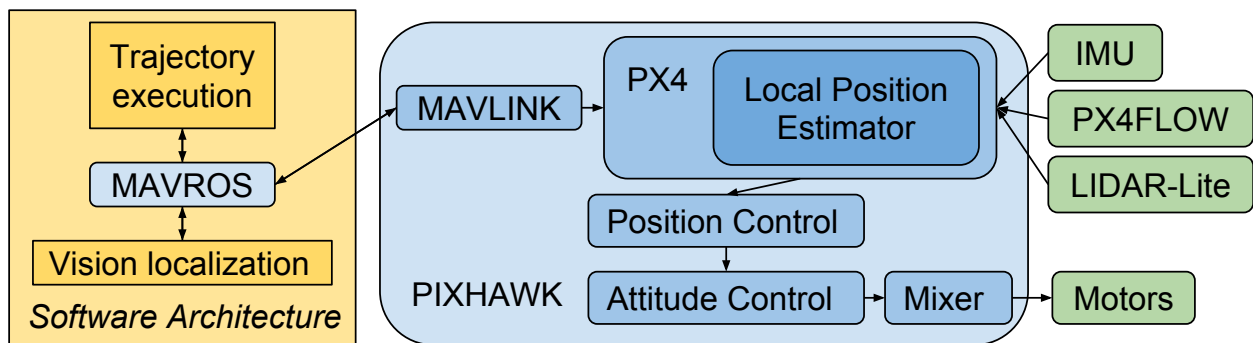 Trajectory
execution
MAVROS
Vision localization
Software Architecture
MAVLINK
PX4
Local Position
Estimator
Position Control
PIXHAWK
Attitude Control
Mixer
IMU
PX4FLOW
LIDAR-Lite
Motors